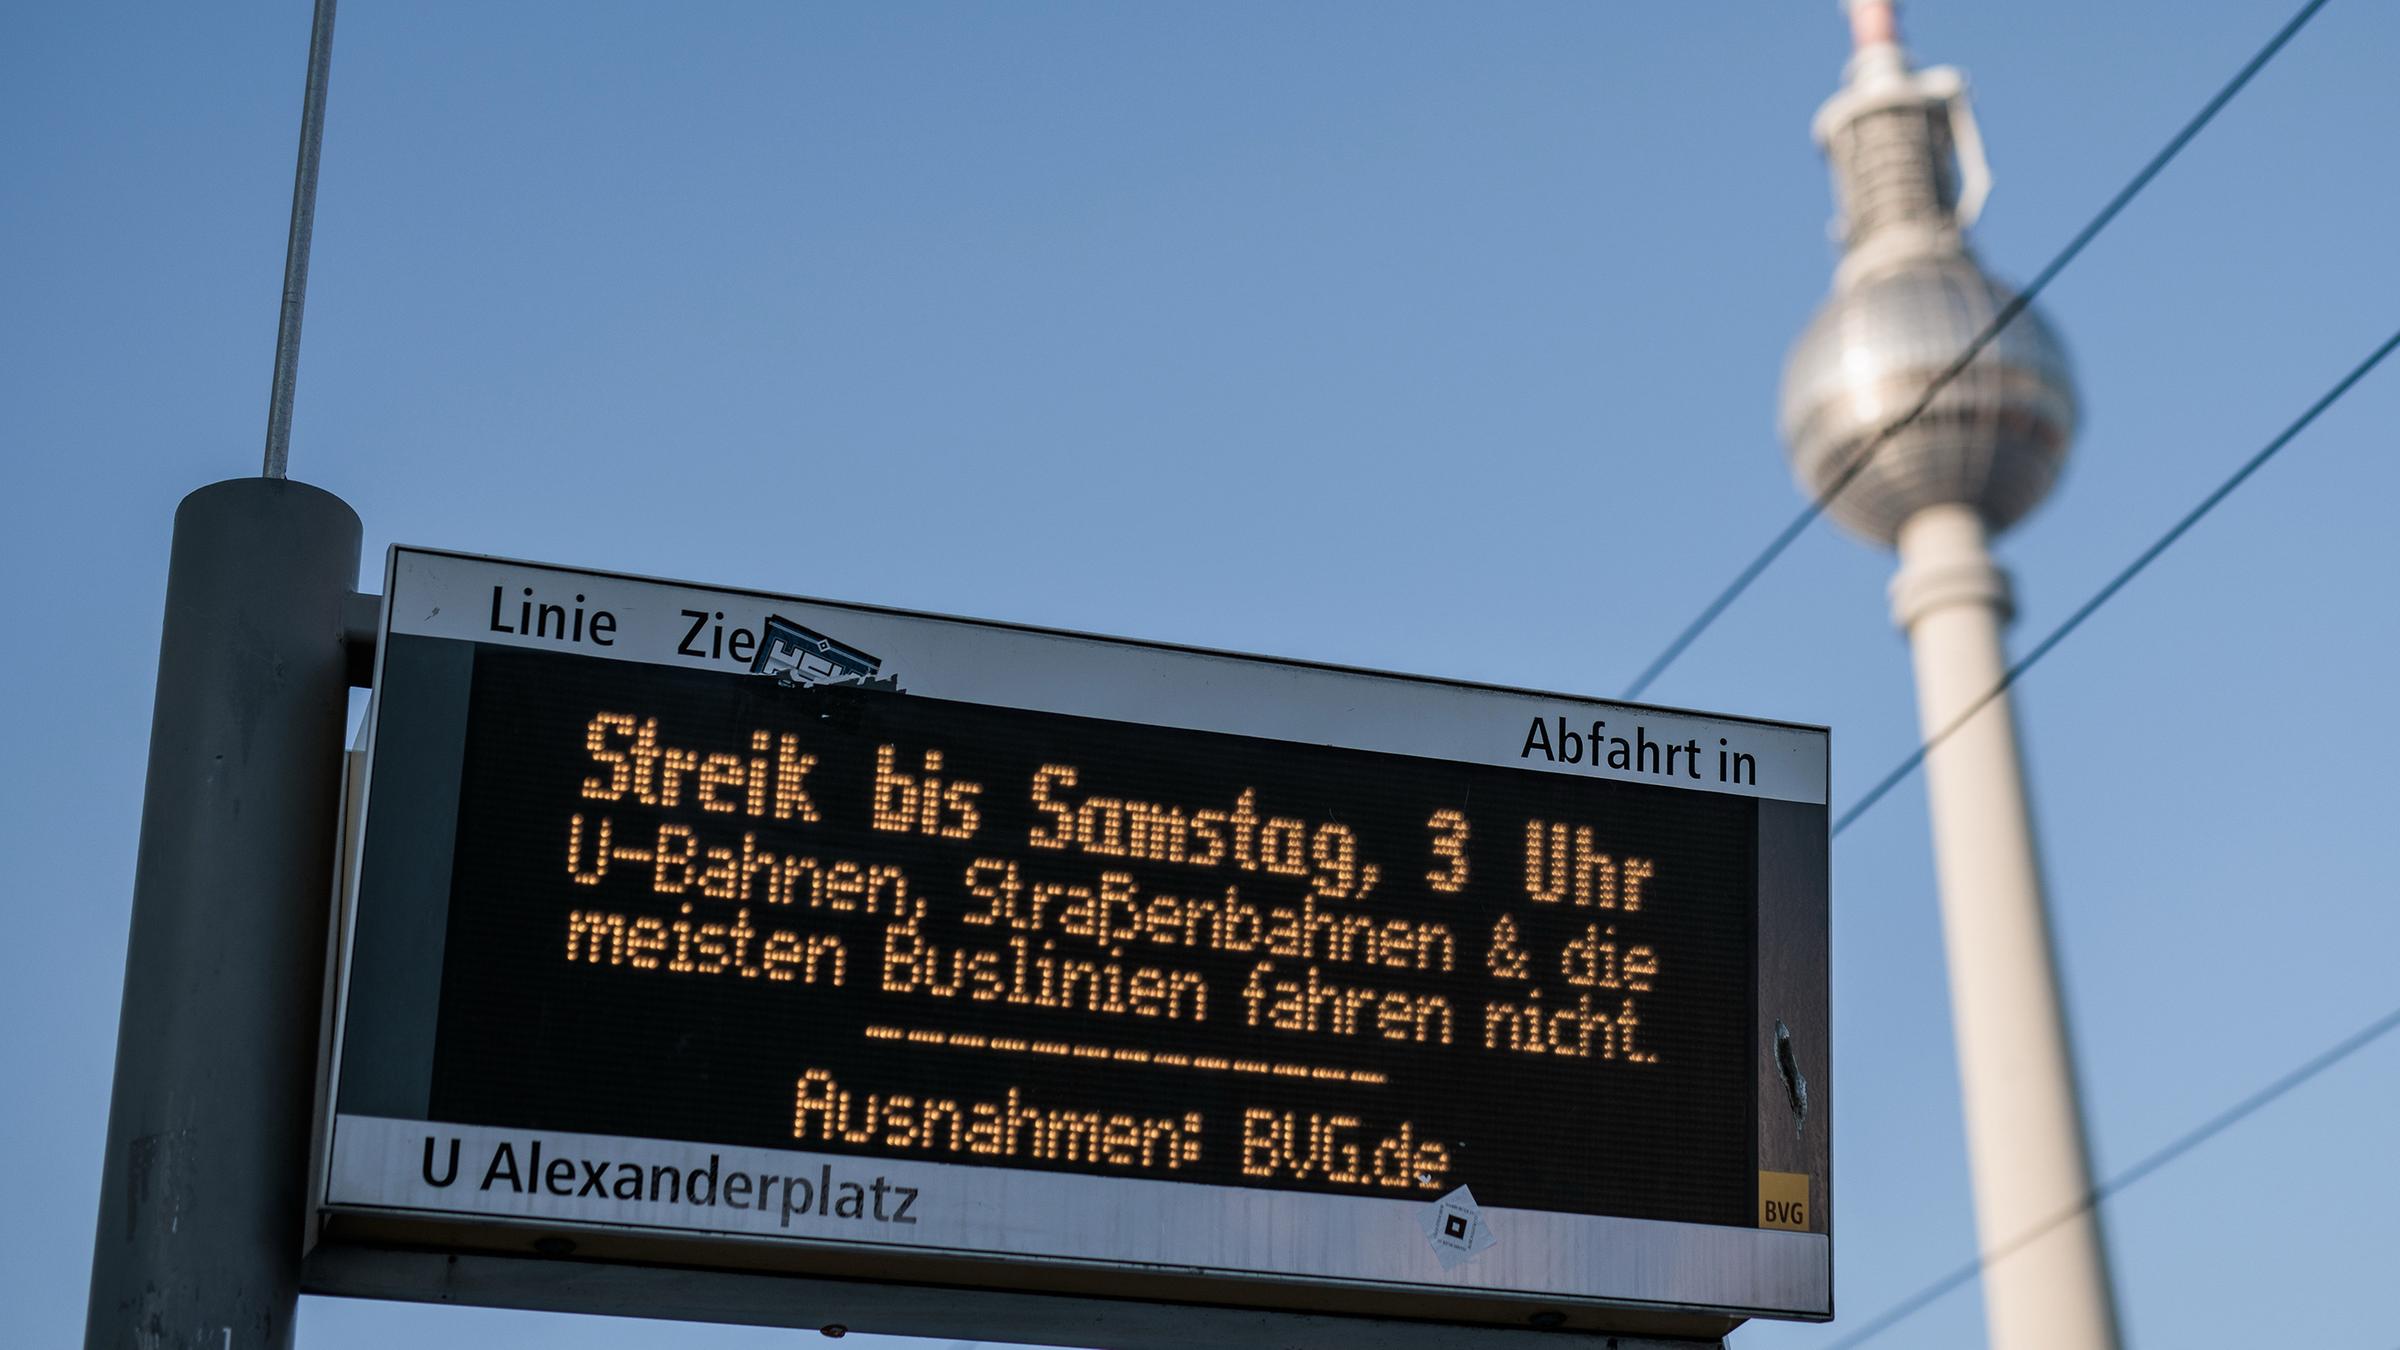 Linie Zie
Abfahrt in
Streik bis Samstag, 3 Uhr
U-Bahnen, Straßenbahnen & die
meisten Buslinien fahren nicht.
----------
Ausnahmen: BVG.de
U Alexanderplatz
BVG